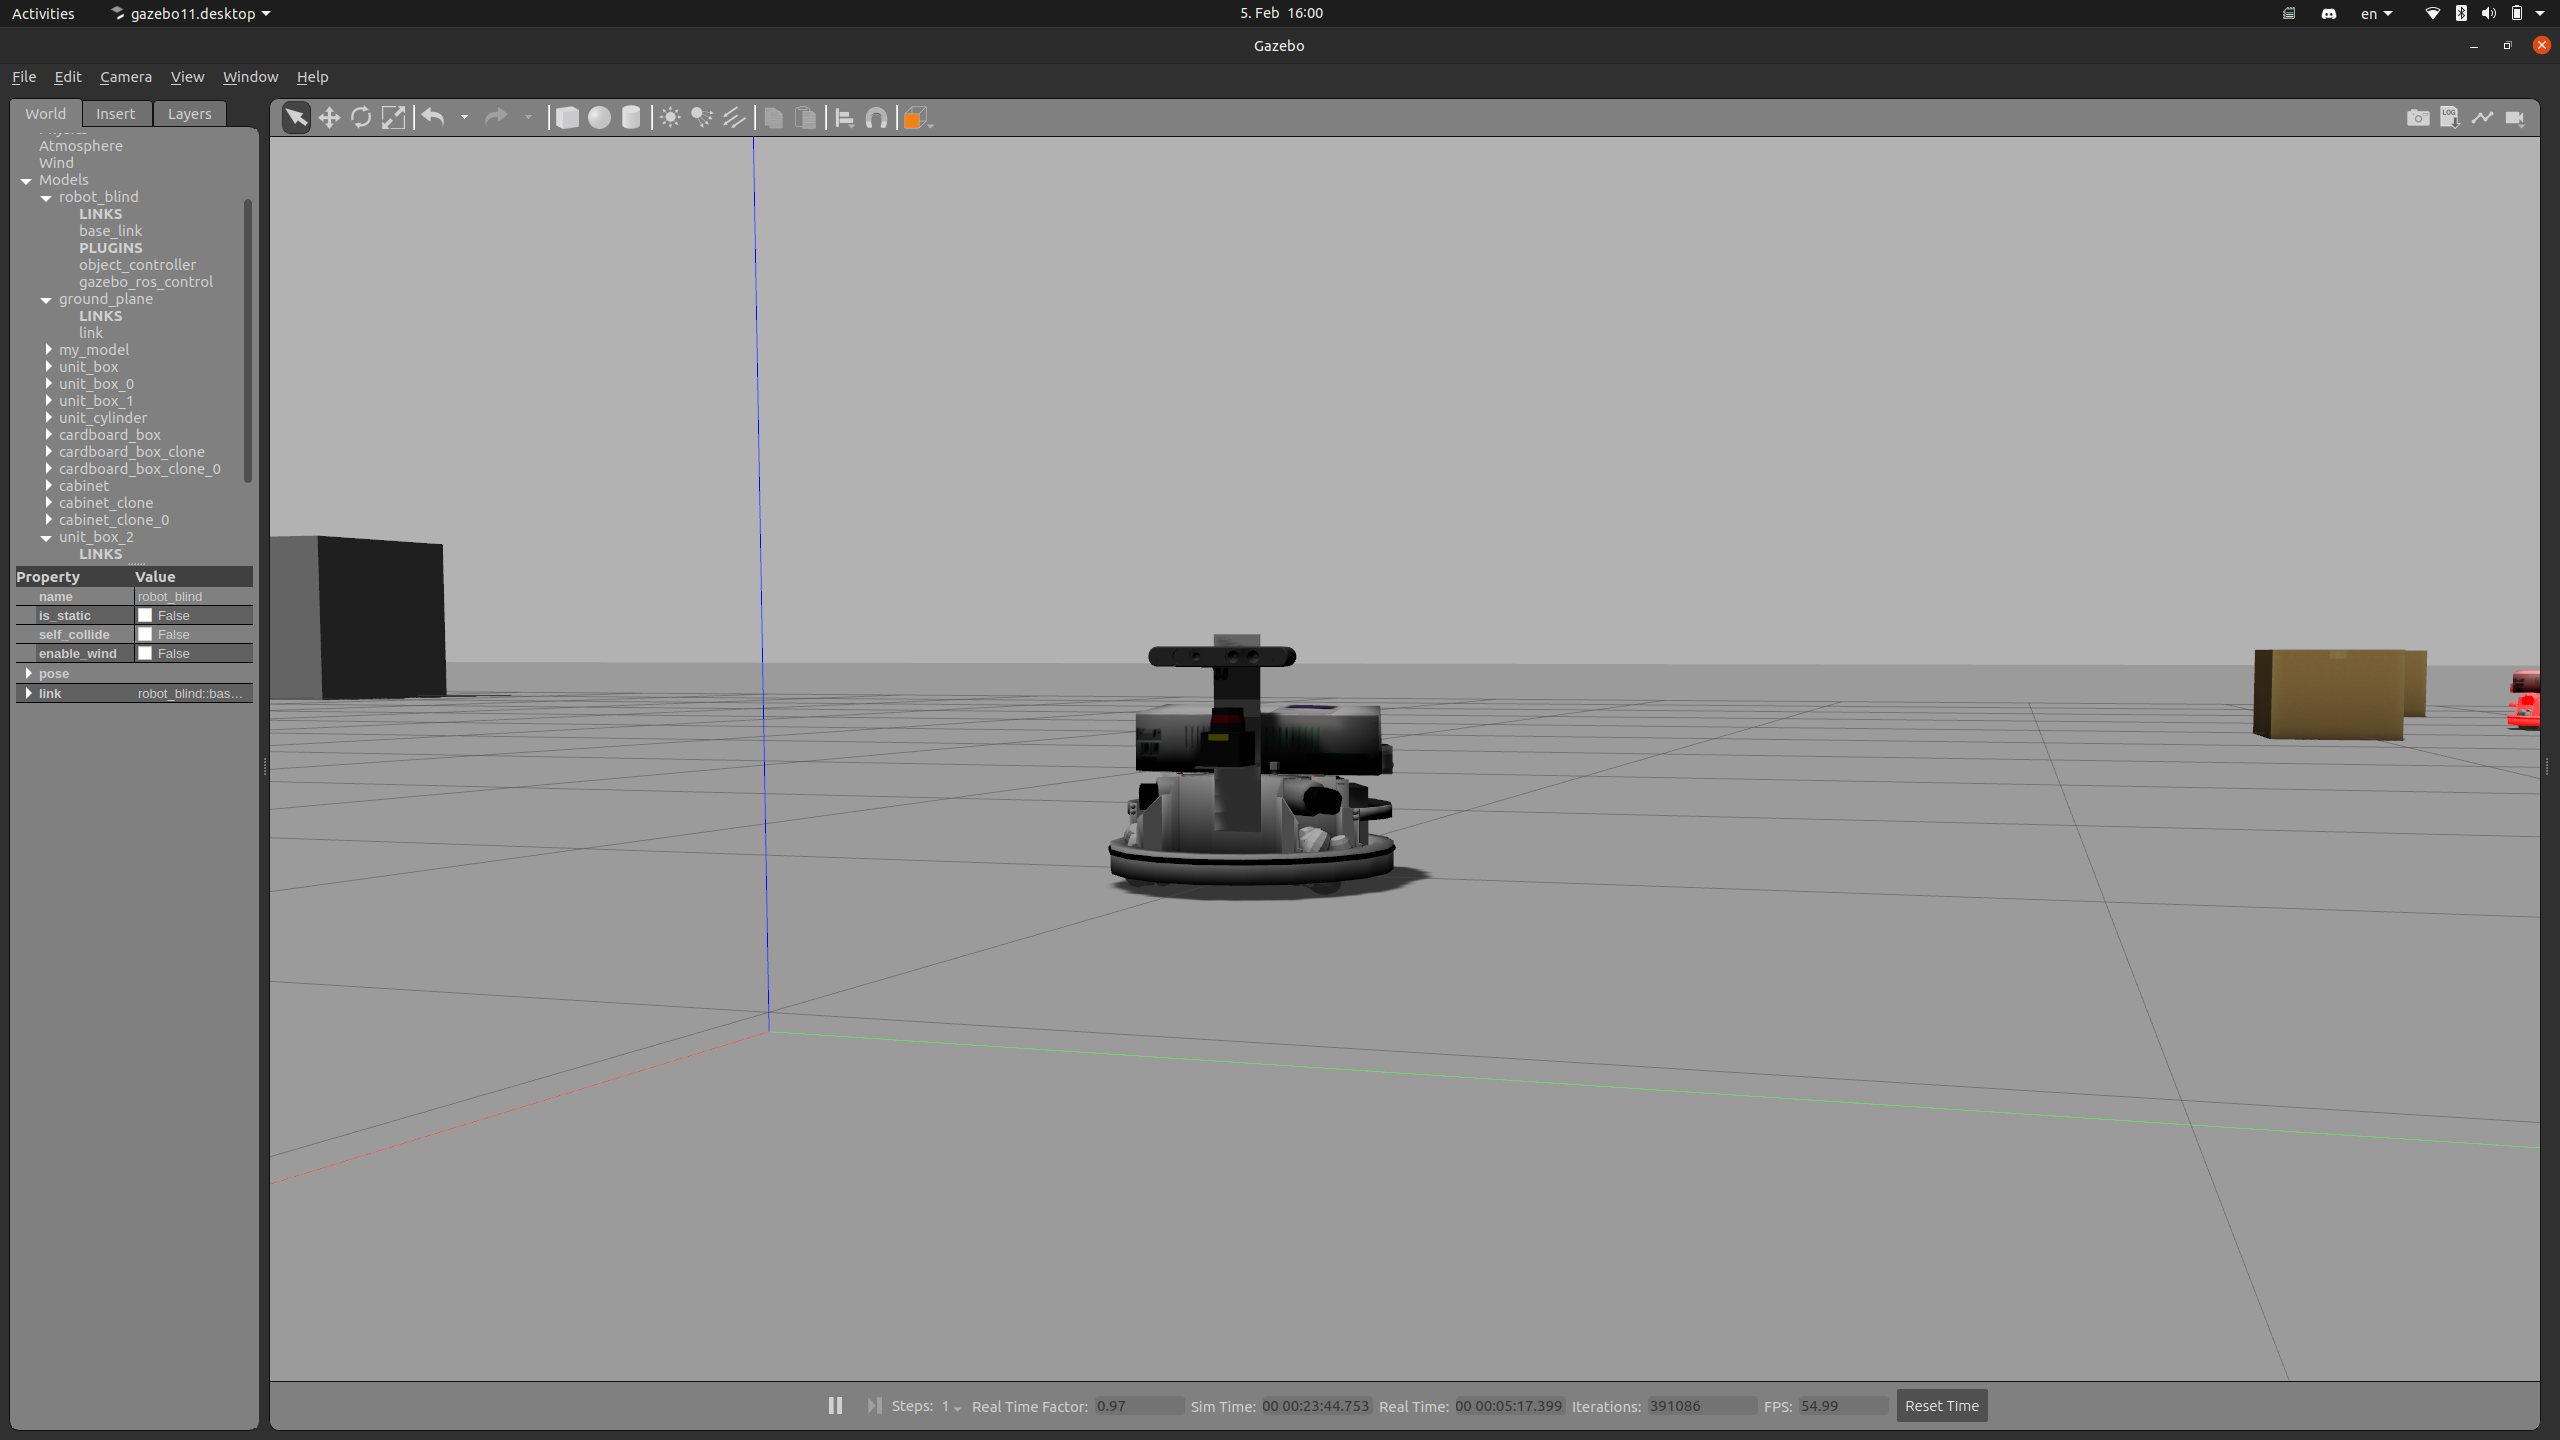 Activities gazebo11.desktop 5. Feb 16:00 en
Gazebo
File Edit Camera View Window Help
World Insert Layers
Atmosphere
Wind
Models
robot_blind
LINKS
base_link
PLUGINS
object_controller
gazebo_ros_control
ground_plane
LINKS
link
my_model
unit_box
unit_box_0
unit_box_1
unit_cylinder
cardboard_box
cardboard_box_clone
cardboard_box_clone_0
cabinet
cabinet_clone
cabinet_clone_0
unit_box_2
LINKS
Property Value
name robot_blind
is_static False
self_collide False
enable_wind False
pose
link robot_blind::bas...
LOG
Steps: 1 Real Time Factor: 0.97 Sim Time: 00 00:23:44.753 Real Time: 00 00:05:17.399 Iterations: 391086 FPS: 54.99 Reset Time